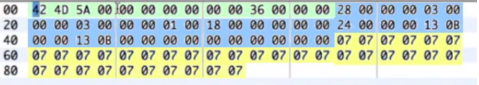 00 42 4D 5A 00 00 00 00 00 00 00 36 00 00 00 28 00 00 00 03 00
20 00 00 03 00 00 00 01 00 18 00 00 00 00 00 24 00 00 00 13 0B
40 00 00 13 0B 00 00 00 00 00 00 00 00 00 00 07 07 07 07 07 07
60 07 07 07 07 07 07 07 07 07 07 07 07 07 07 07 07 07 07 07 07
80 07 07 07 07 07 07 07 07 07 07